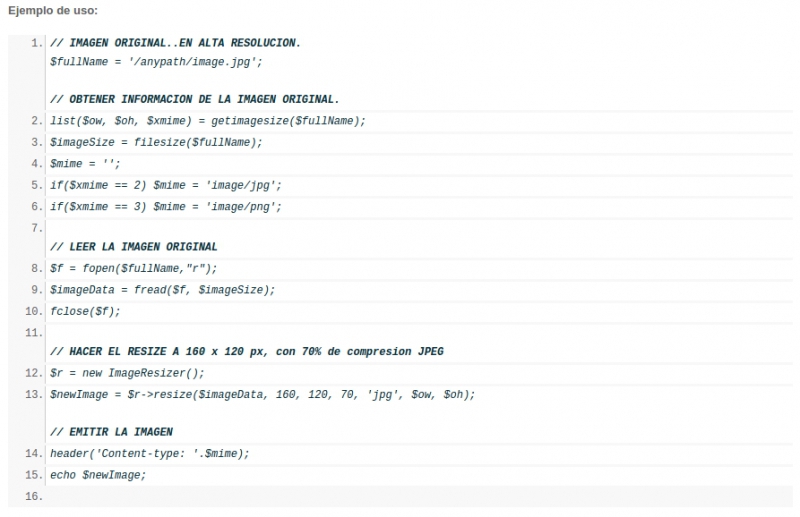 Ejemplo de uso:
1. // IMAGEN ORIGINAL..EN ALTA RESOLUCION.
$fullName = '/anypath/image.jpg';
// OBTENER INFORMACION DE LA IMAGEN ORIGINAL.
2. list($ow, $oh, $xmime) = getimagesize($fullName);
3. $imageSize = filesize($fullName);
4. $mime = '';
5. if($xmime == 2) $mime = 'image/jpg';
6. if($xmime == 3) $mime = 'image/png';
7.
// LEER LA IMAGEN ORIGINAL
8. $f = fopen($fullName,"r");
9. $imageData = fread($f, $imageSize);
10. fclose($f);
11.
// HACER EL RESIZE A 160 x 120 px, con 70% de compresion JPEG
12. $r = new ImageResizer();
13. $newImage = $r->resize($imageData, 160, 120, 70, 'jpg', $ow, $oh);
// EMITIR LA IMAGEN
14. header('Content-type: '.$mime);
15. echo $newImage;
16.